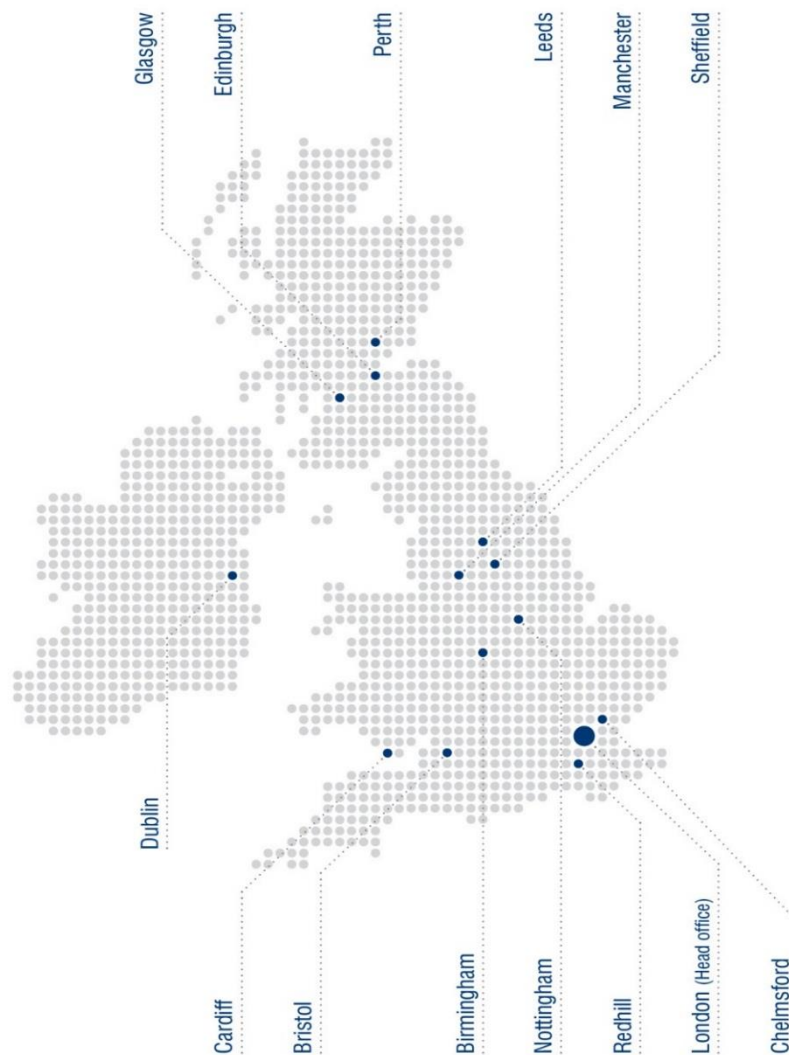 Glasgow
Edinburgh
Perth
Leeds
Manchester
Sheffield
Dublin
Cardiff
Bristol
Birmingham
Nottingham
Redhill
London (Head office)
Chelmsford